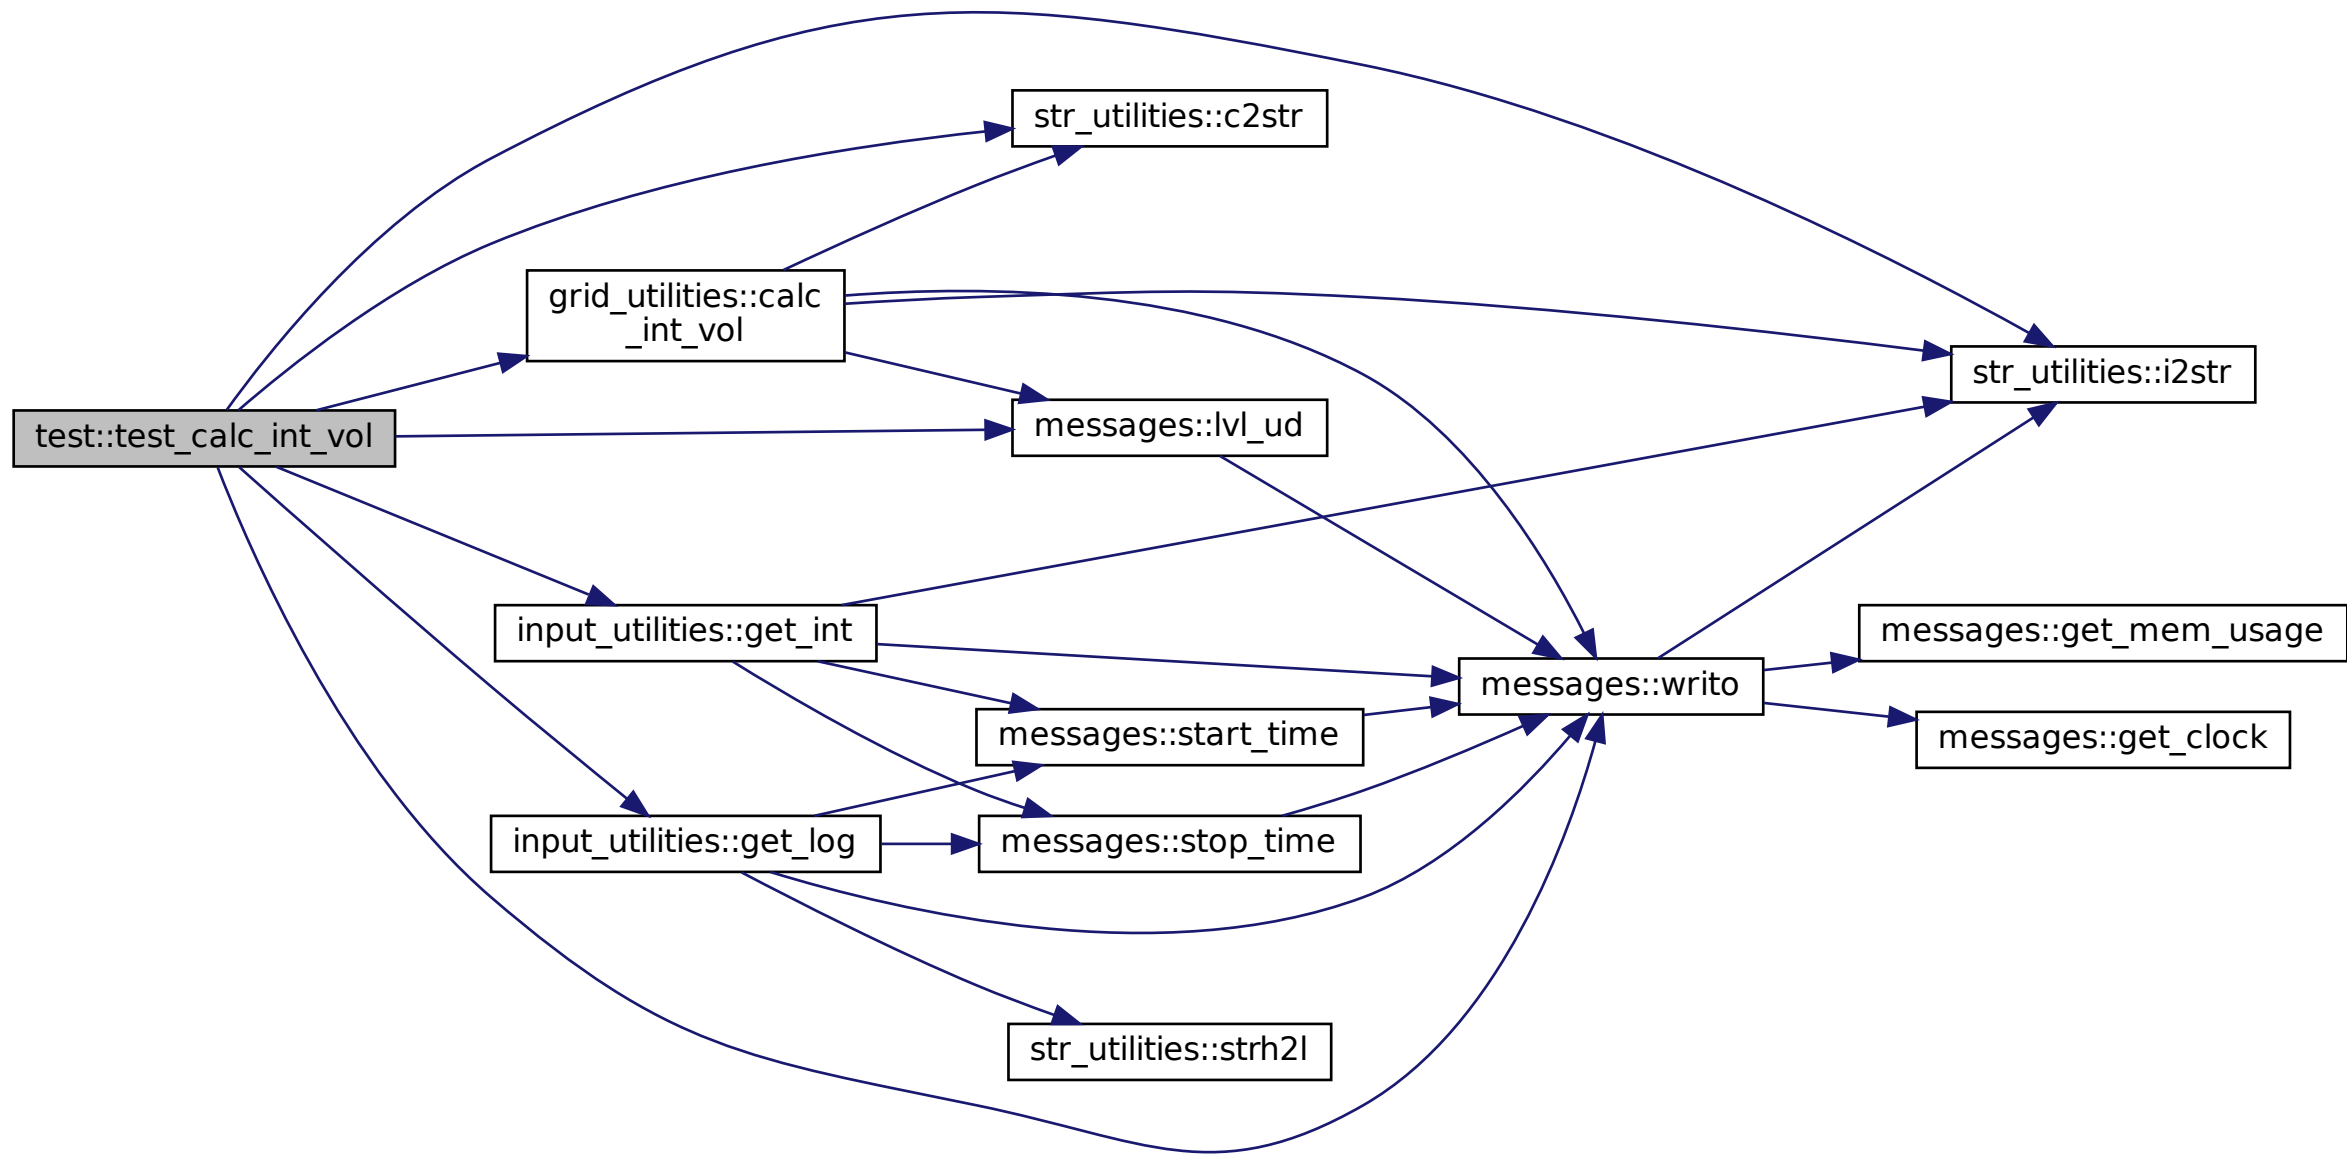 str_utilities::c2str
grid_utilities::calc
_int_vol
str_utilities::i2str
messages::lvl_ud
test::test_calc_int_vol
input_utilities::get_int
messages::get_mem_usage
messages::writo
messages::start_time
messages::get_clock
input_utilities::get_log
messages::stop_time
str_utilities::strh2l